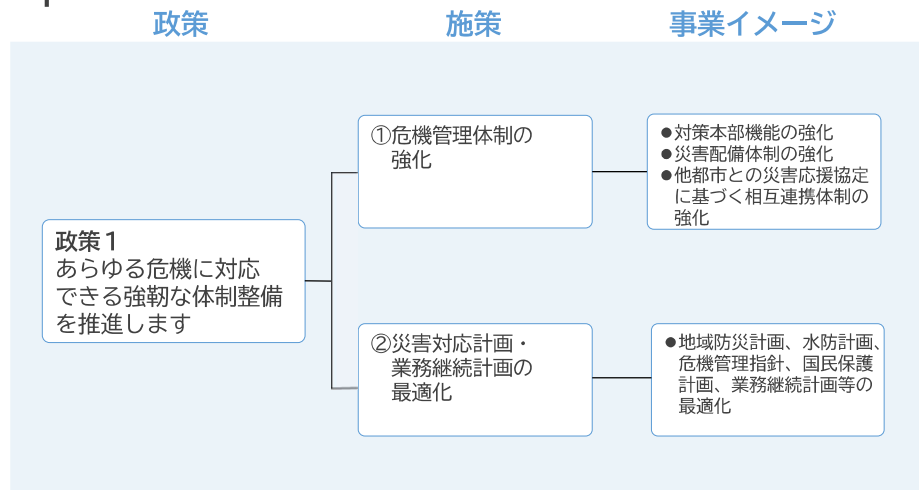 政策 施策 事業イメージ
政策1
あらゆる危機に対応
できる強靭な体制整備
を推進します
①危機管理体制の
強化
●対策本部機能の強化
●災害配備体制の強化
●他都市との災害応援協定
に基づく相互連携体制の
強化
②災害対応計画・
業務継続計画の
最適化
●地域防災計画、水防計画、
危機管理指針、国民保護
計画、業務継続計画等の
最適化